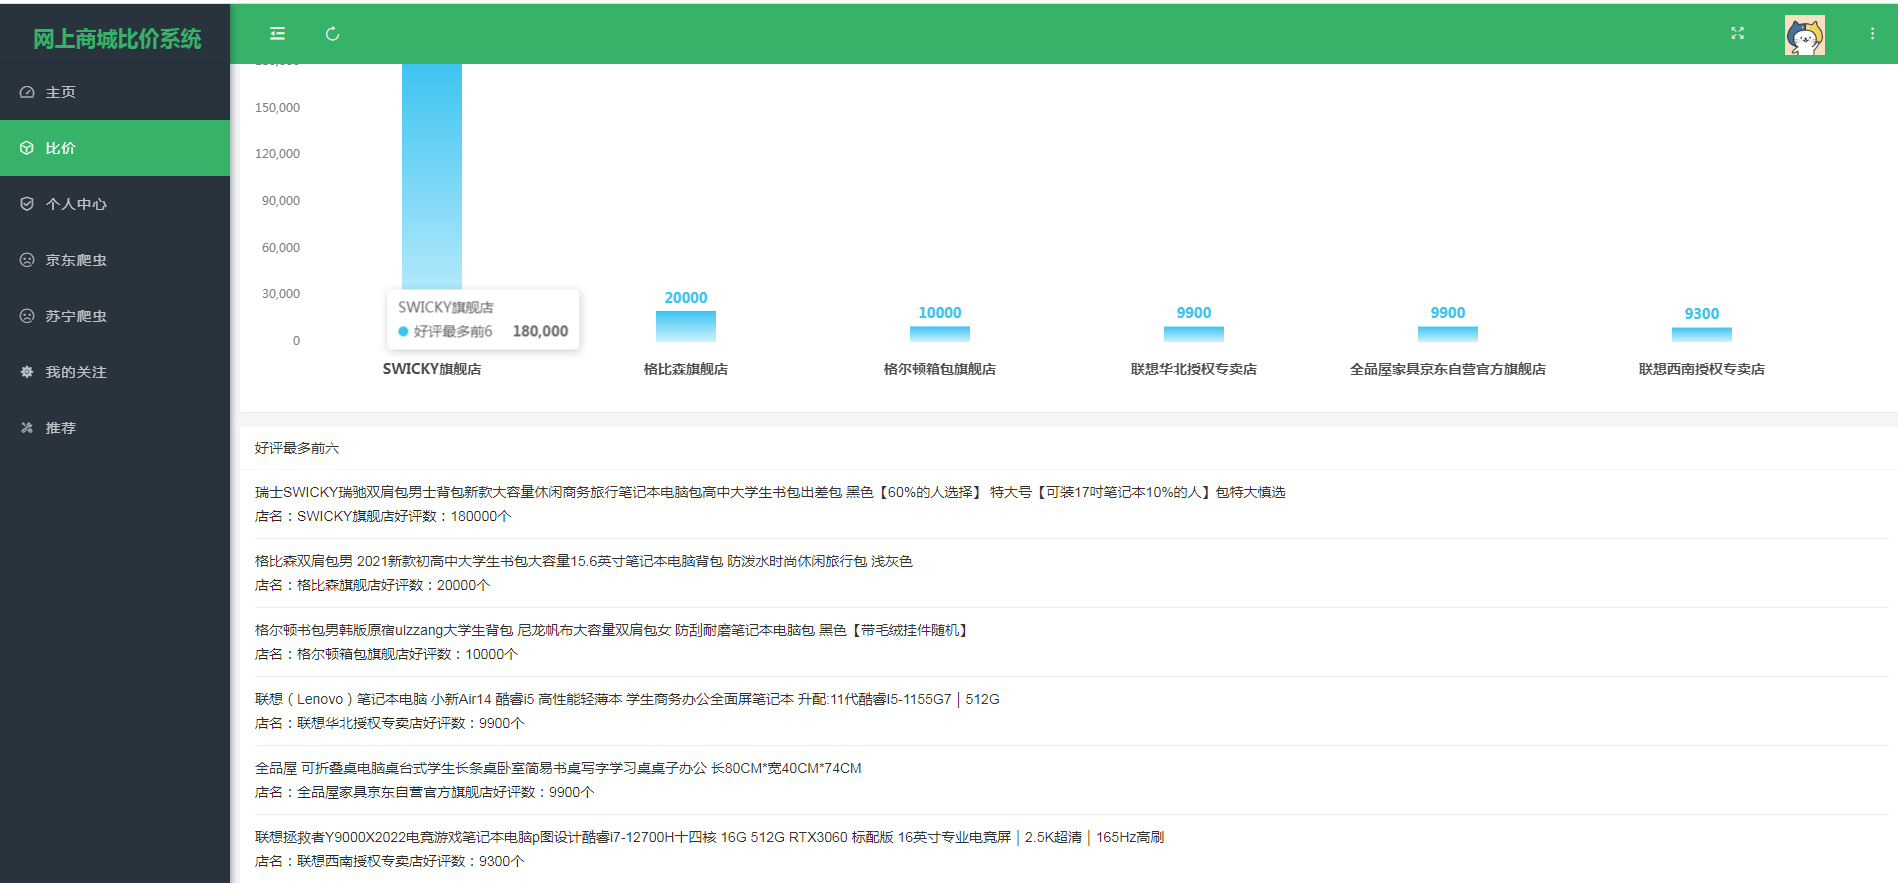 网上商城比价系统
主页
比价
个人中心
京东爬虫
苏宁爬虫
我的关注
推荐
150,000
120,000
90,000
60,000
30,000
0
20000
10000
9900
9900
9300
SWICKY旗舰店
好评最多前6 180,000
SWICKY旗舰店
格比森旗舰店
格尔顿箱包旗舰店
联想华北授权专卖店
全品屋家具京东自营官方旗舰店
联想西南授权专卖店
好评最多前六
瑞士SWICKY瑞驰双肩包男士背包新款大容量休闲商务旅行笔记本电脑包高中大学生书包出差包 黑色【60%的人选择】 特大号【可装17吋笔记本10%的人】包特大慎选
店名：SWICKY旗舰店好评数：180000个
格比森双肩包男 2021新款初高中大学生书包大容量15.6英寸笔记本电脑背包 防泼水时尚休闲旅行包 浅灰色
店名：格比森旗舰店好评数：20000个
格尔顿书包男韩版原宿ulzzang大学生背包 尼龙帆布大容量双肩包女 防刮耐磨笔记本电脑包 黑色【带毛绒挂件随机】
店名：格尔顿箱包旗舰店好评数：10000个
联想（Lenovo）笔记本电脑 小新Air14 酷睿i5 高性能轻薄本 学生商务办公全面屏笔记本 升配:11代酷睿I5-1155G7｜512G
店名：联想华北授权专卖店好评数：9900个
全品屋 可折叠桌电脑桌台式学生长条桌卧室简易书桌写字学习桌桌子办公 长80CM*宽40CM*74CM
店名：全品屋家具京东自营官方旗舰店好评数：9900个
联想拯救者Y9000X2022电竞游戏笔记本电脑p图设计酷睿i7-12700H十四核 16G 512G RTX3060 标配版 16英寸专业电竞屏｜2.5K超清｜165Hz高刷
店名：联想西南授权专卖店好评数：9300个